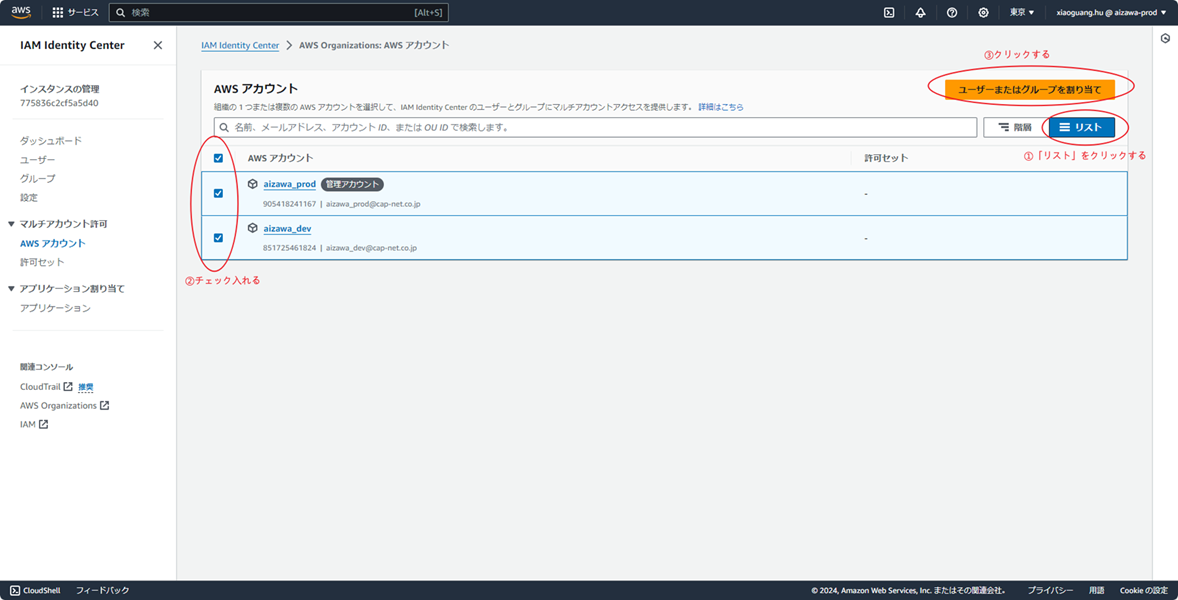 aws
サービス
検索
[Alt+S]
東京 ▼
xiaoguang.hu @ aizawa-prod ▼
IAM Identity Center
インスタンスの管理
775836c2cf5a5d40
ダッシュボード
ユーザー
グループ
設定
マルチアカウント許可
AWS アカウント
許可セット
アプリケーション割り当て
アプリケーション
関連コンソール
CloudTrail 推奨
AWS Organizations
IAM
IAM Identity Center > AWS Organizations: AWS アカウント
③クリックする
AWS アカウント
ユーザーまたはグループを割り当て
組織の 1 つまたは複数の AWS アカウントを選択して、IAM Identity Center のユーザーとグループにマルチアカウントアクセスを提供します。 詳細はこちら
名前、メールアドレス、アカウント ID、または OU ID で検索します。
階層
リスト
①「リスト」をクリックする
AWS アカウント
許可セット
aizawa_prod 管理アカウント
905418241167 | aizawa_prod@cap-net.co.jp
-
aizawa_dev
851725461824 | aizawa_dev@cap-net.co.jp
-
②チェック入れる
CloudShell
フィードバック
© 2024, Amazon Web Services, Inc. またはその関連会社。
プライバシー
用語
Cookie の設定